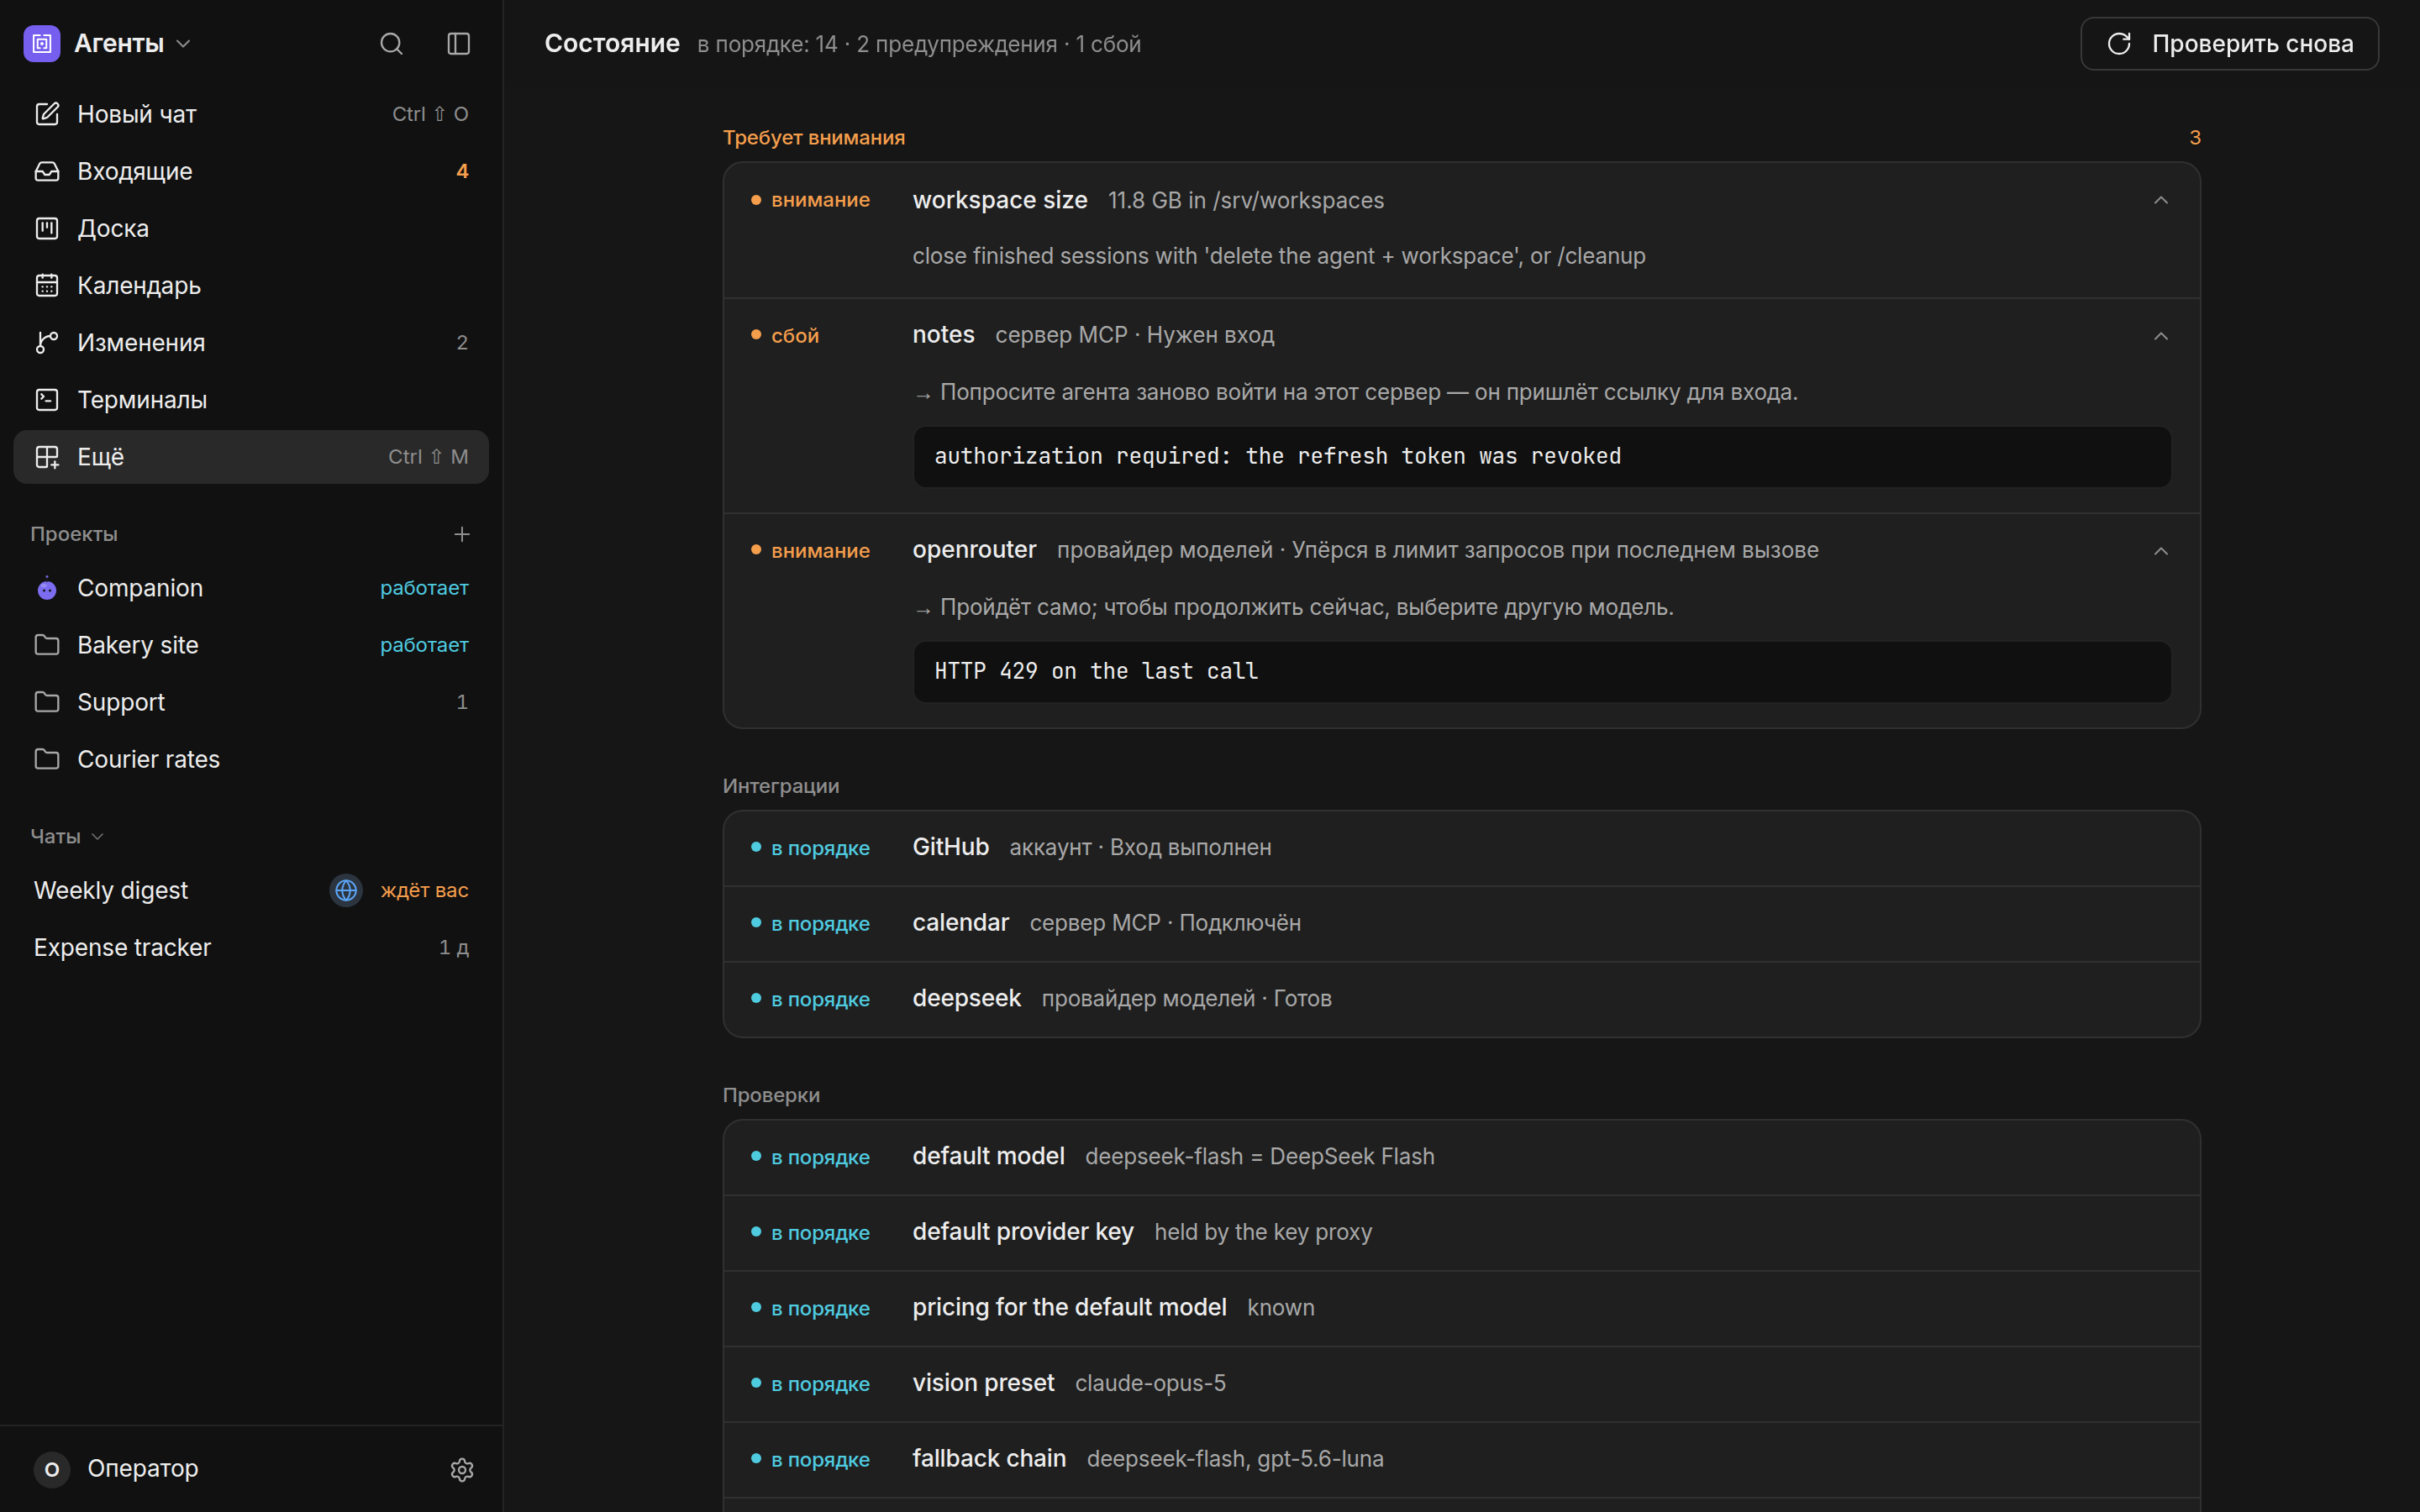 Агенты
Новый чат Ctrl ⇧ O
Входящие 4
Доска
Календарь
Изменения 2
Терминалы
Ещё Ctrl ⇧ M
Проекты
Companion работает
Bakery site работает
Support 1
Courier rates
Чаты
Weekly digest ждёт вас
Expense tracker 1 д
O Оператор
Состояние в порядке: 14 · 2 предупреждения · 1 сбой
Проверить снова
Требует внимания 3
внимание workspace size 11.8 GB in /srv/workspaces
close finished sessions with 'delete the agent + workspace', or /cleanup
сбой notes сервер MCP · Нужен вход
→ Попросите агента заново войти на этот сервер — он пришлёт ссылку для входа.
authorization required: the refresh token was revoked
внимание openrouter провайдер моделей · Упёрся в лимит запросов при последнем вызове
→ Пройдёт само; чтобы продолжить сейчас, выберите другую модель.
HTTP 429 on the last call
Интеграции
в порядке GitHub аккаунт · Вход выполнен
в порядке calendar сервер MCP · Подключён
в порядке deepseek провайдер моделей · Готов
Проверки
в порядке default model deepseek-flash = DeepSeek Flash
в порядке default provider key held by the key proxy
в порядке pricing for the default model known
в порядке vision preset claude-opus-5
в порядке fallback chain deepseek-flash, gpt-5.6-luna